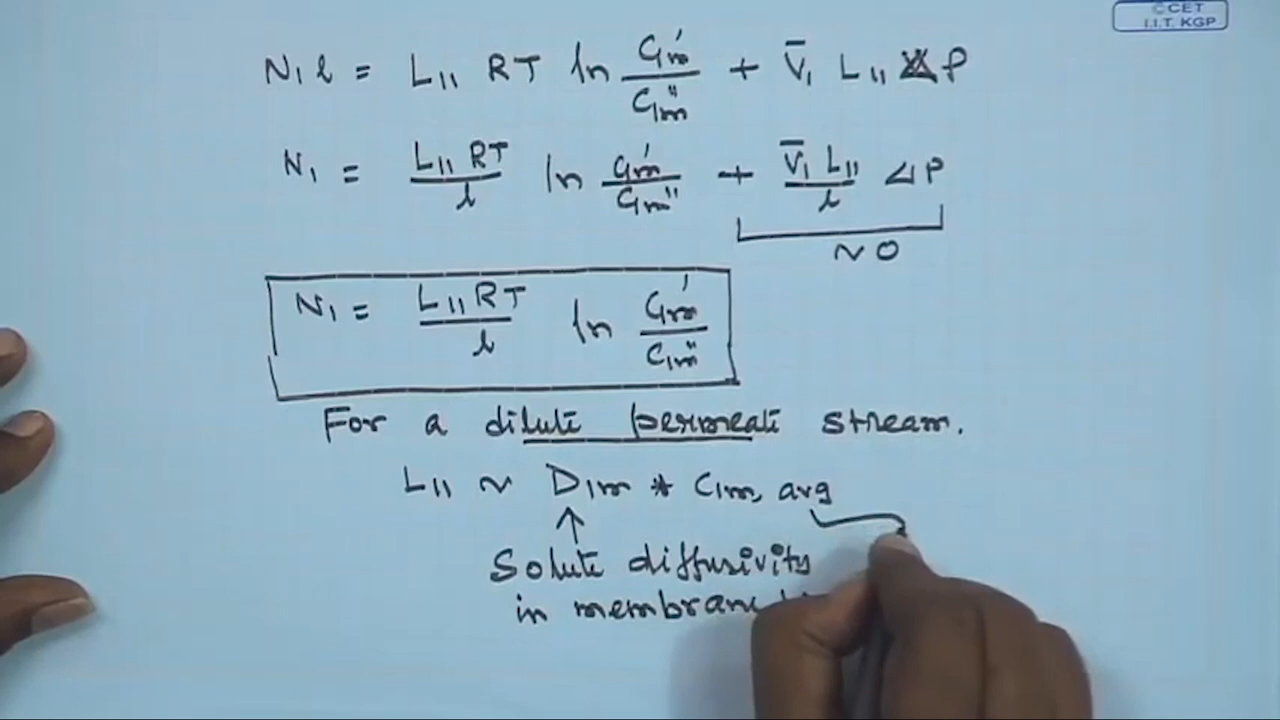 ©CET
I.I.T. KGP
N₁ l = L₁₁ RT ln C₁m′ / C₁m″ + V̄₁ L₁₁ ΔP
N₁ = L₁₁ RT / l ln C₁m′ / C₁m″ + V̄₁ L₁₁ / l ΔP
~ 0
N₁ = L₁₁ RT / l ln C₁m′ / C₁m″
For a dilute permeate stream.
L₁₁ ~ D₁m * C₁m, avg
Solute diffusivity
in